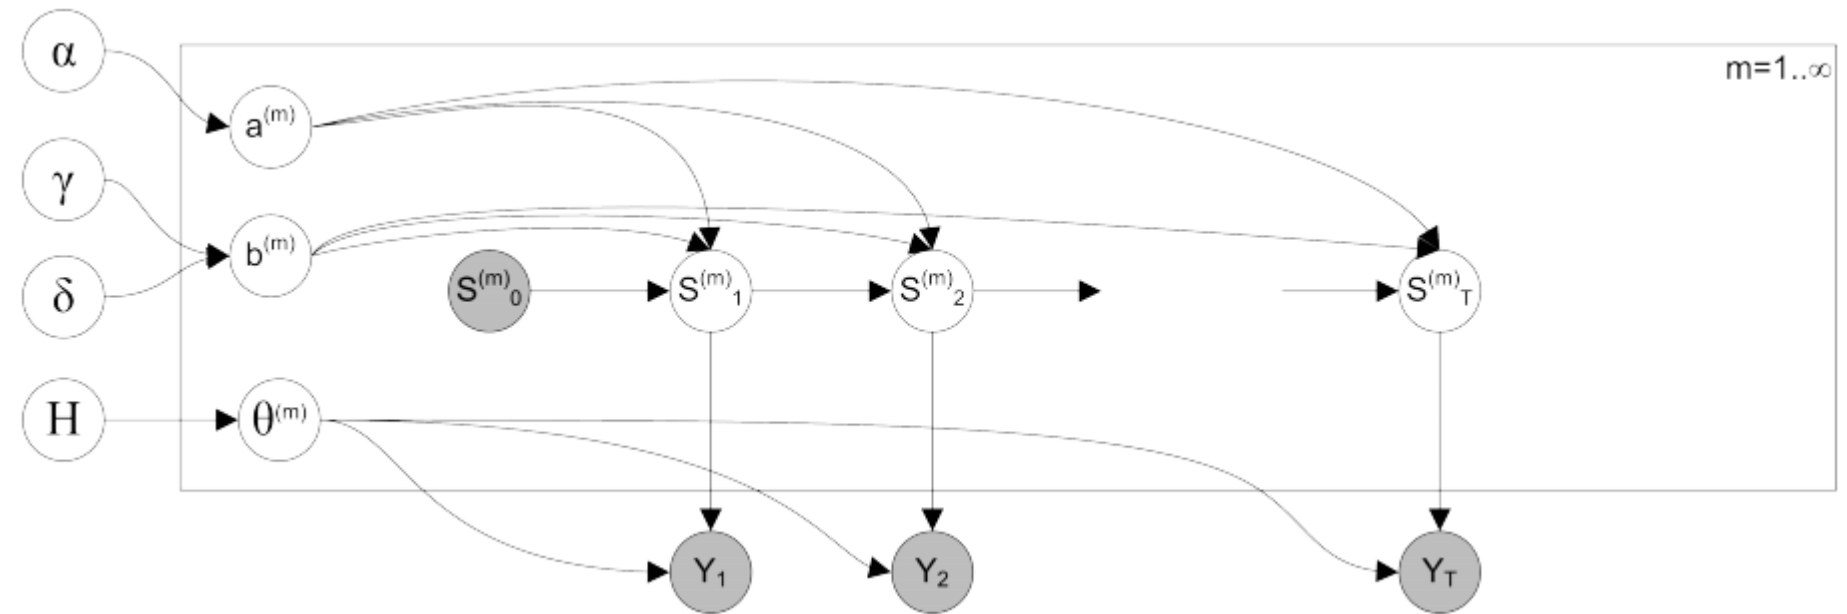 α
m=1..∞
a(m)
γ
b(m)
δ
S(m)0
S(m)1
S(m)2
S(m)T
H
θ(m)
Y1
Y2
YT